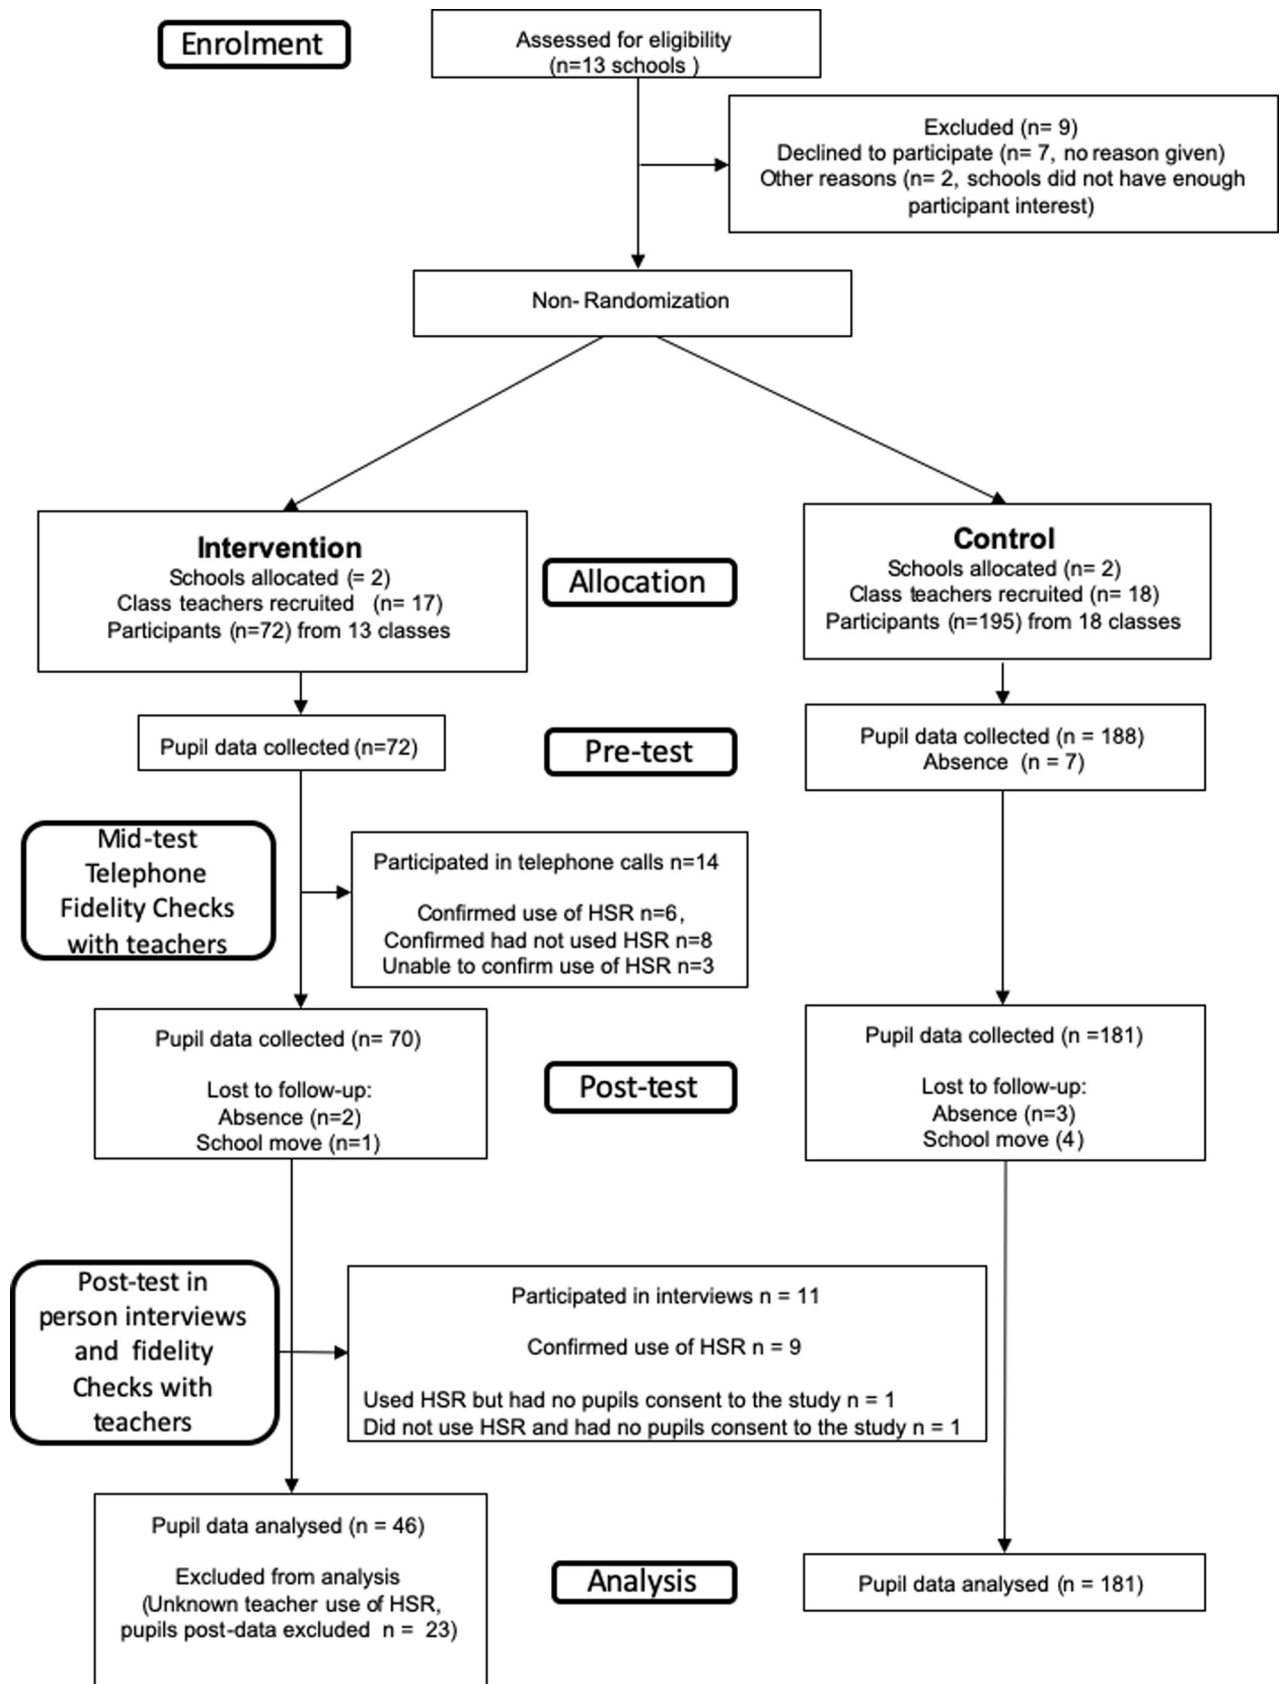 Enrolment
Assessed for eligibility
(n=13 schools )
Excluded (n= 9)
Declined to participate (n= 7, no reason given)
Other reasons (n= 2, schools did not have enough
participant interest)
Non- Randomization
Intervention
Schools allocated (= 2)
Class teachers recruited (n= 17)
Participants (n=72) from 13 classes
Allocation
Control
Schools allocated (n= 2)
Class teachers recruited (n= 18)
Participants (n=195) from 18 classes
Pupil data collected (n=72)
Pre-test
Pupil data collected (n = 188)
Absence (n = 7)
Mid-test
Telephone
Fidelity Checks
with teachers
Participated in telephone calls n=14
Confirmed use of HSR n=6,
Confirmed had not used HSR n=8
Unable to confirm use of HSR n=3
Pupil data collected (n= 70)
Lost to follow-up:
Absence (n=2)
School move (n=1)
Post-test
Pupil data collected (n =181)
Lost to follow-up:
Absence (n=3)
School move (4)
Post-test in
person interviews
and fidelity
Checks with
teachers
Participated in interviews n = 11
Confirmed use of HSR n = 9
Used HSR but had no pupils consent to the study n = 1
Did not use HSR and had no pupils consent to the study n = 1
Pupil data analysed (n = 46)
Excluded from analysis
(Unknown teacher use of HSR,
pupils post-data excluded n = 23)
Analysis
Pupil data analysed (n = 181)